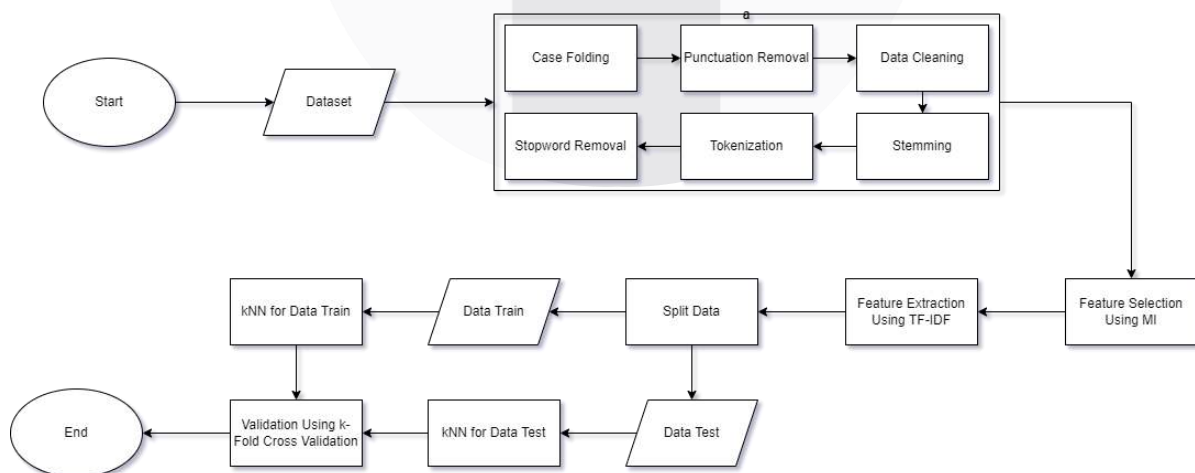 a
Case Folding
Punctuation Removal
Data Cleaning
Start
Dataset
Stopword Removal
Tokenization
Stemming
kNN for Data Train
Data Train
Split Data
Feature Extraction
Using TF-IDF
Feature Selection
Using MI
End
Validation Using k-
Fold Cross Validation
kNN for Data Test
Data Test